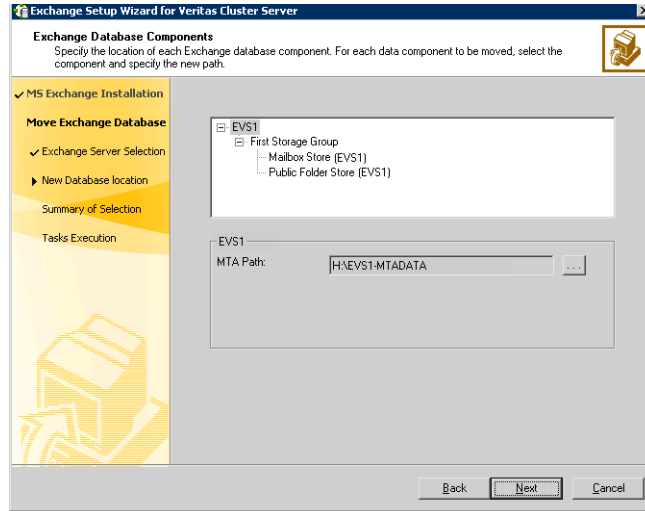 Exchange Setup Wizard for Veritas Cluster Server
Exchange Database Components
Specify the location of each Exchange database component. For each data component to be moved, select the
component and specify the new path.
MS Exchange Installation
Move Exchange Database
Exchange Server Selection
New Database location
Summary of Selection
Tasks Execution
EVS1
First Storage Group
Mailbox Store (EVS1)
Public Folder Store (EVS1)
EVS1
MTA Path:
H:\EVS1-MTADATA
...
Back
Next
Cancel